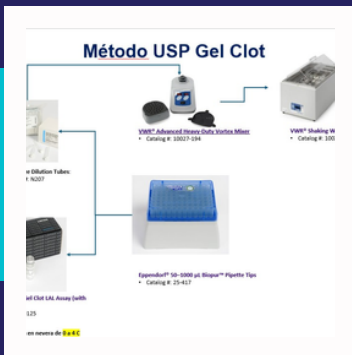 Método USP Gel Clot
VWR® Advanced Heavy Duty Vortex Mixer
• Catalog #: 10027-194
VWR® Shaking W
• Catalog #: 100
e Dilution Tubes:
#: N207
Eppendorf® 50–1000 µL Biopur™ Pipette Tips
• Catalog #: 25-417
Gel Clot LAL Assay (with
125
en nevera de 8 a 4 C